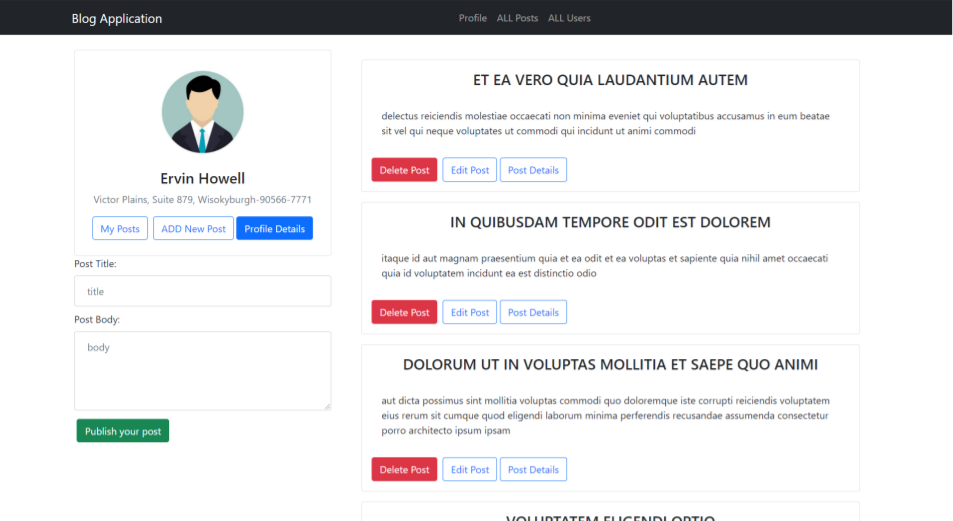 Blog Application
Profile ALL Posts ALL Users
Ervin Howell
Victor Plains, Suite 879, Wisokyburgh-90566-7771
My Posts ADD New Post Profile Details
Post Title:
title
Post Body:
body
Publish your post
ET EA VERO QUIA LAUDANTIUM AUTEM
delectus reiciendis molestiae occaecati non minima eveniet qui voluptatibus accusamus in eum beatae
sit vel qui neque voluptates ut commodi qui incidunt ut animi commodi
Delete Post Edit Post Post Details
IN QUIBUSDAM TEMPORE ODIT EST DOLOREM
itaque id aut magnam praesentium quia et ea odit et ea voluptas et sapiente quia nihil amet occaecati
quia id voluptatem incidunt ea est distinctio odio
Delete Post Edit Post Post Details
DOLORUM UT IN VOLUPTAS MOLLITIA ET SAEPE QUO ANIMI
aut dicta possimus sint mollitia voluptas commodi quo doloremque iste corrupti reiciendis voluptatem
eius rerum sit cumque quod eligendi laborum minima perferendis recusandae assumenda consectetur
porro architecto ipsum ipsam
Delete Post Edit Post Post Details
VOLUPTATEM ELIGENDI OPTIO